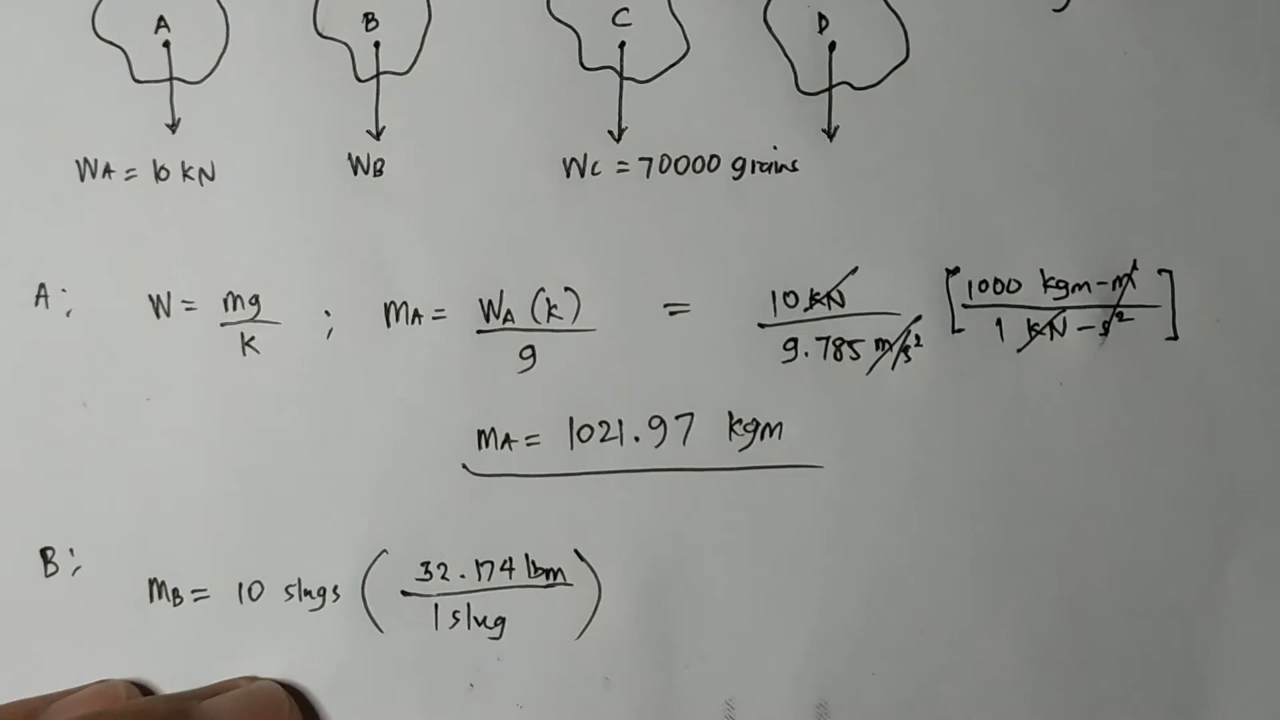 A B C D
WA = 10 KN WB WC = 70000 grains
A: W = mg/K ; mA = WA (k)/g = 10 kN/9.785 m/s² [1000 kgm-m/1 kN-s²]
mA = 1021.97 kgm
B: mB = 10 slugs (32.174 lbm/1 slug)